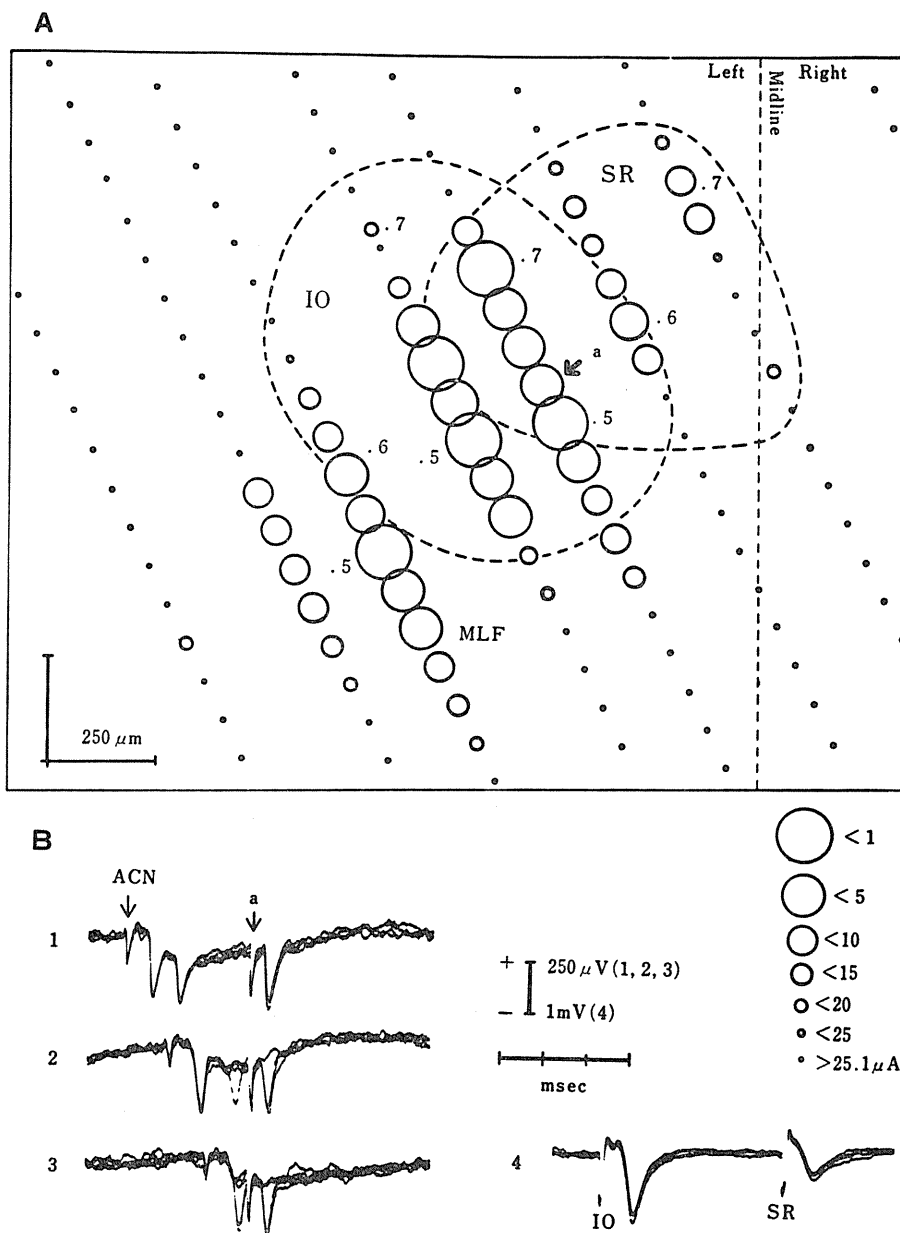 A
Left Right
Midline
SR
.7
.7
.7
IO
.6
a
.5
.6
.5
.5
MLF
250 μm
B
ACN
a
1
+ 250 μV (1, 2, 3)
− 1mV (4)
2
msec
3
4
IO
SR
<1
<5
<10
<15
<20
<25
>25.1μA